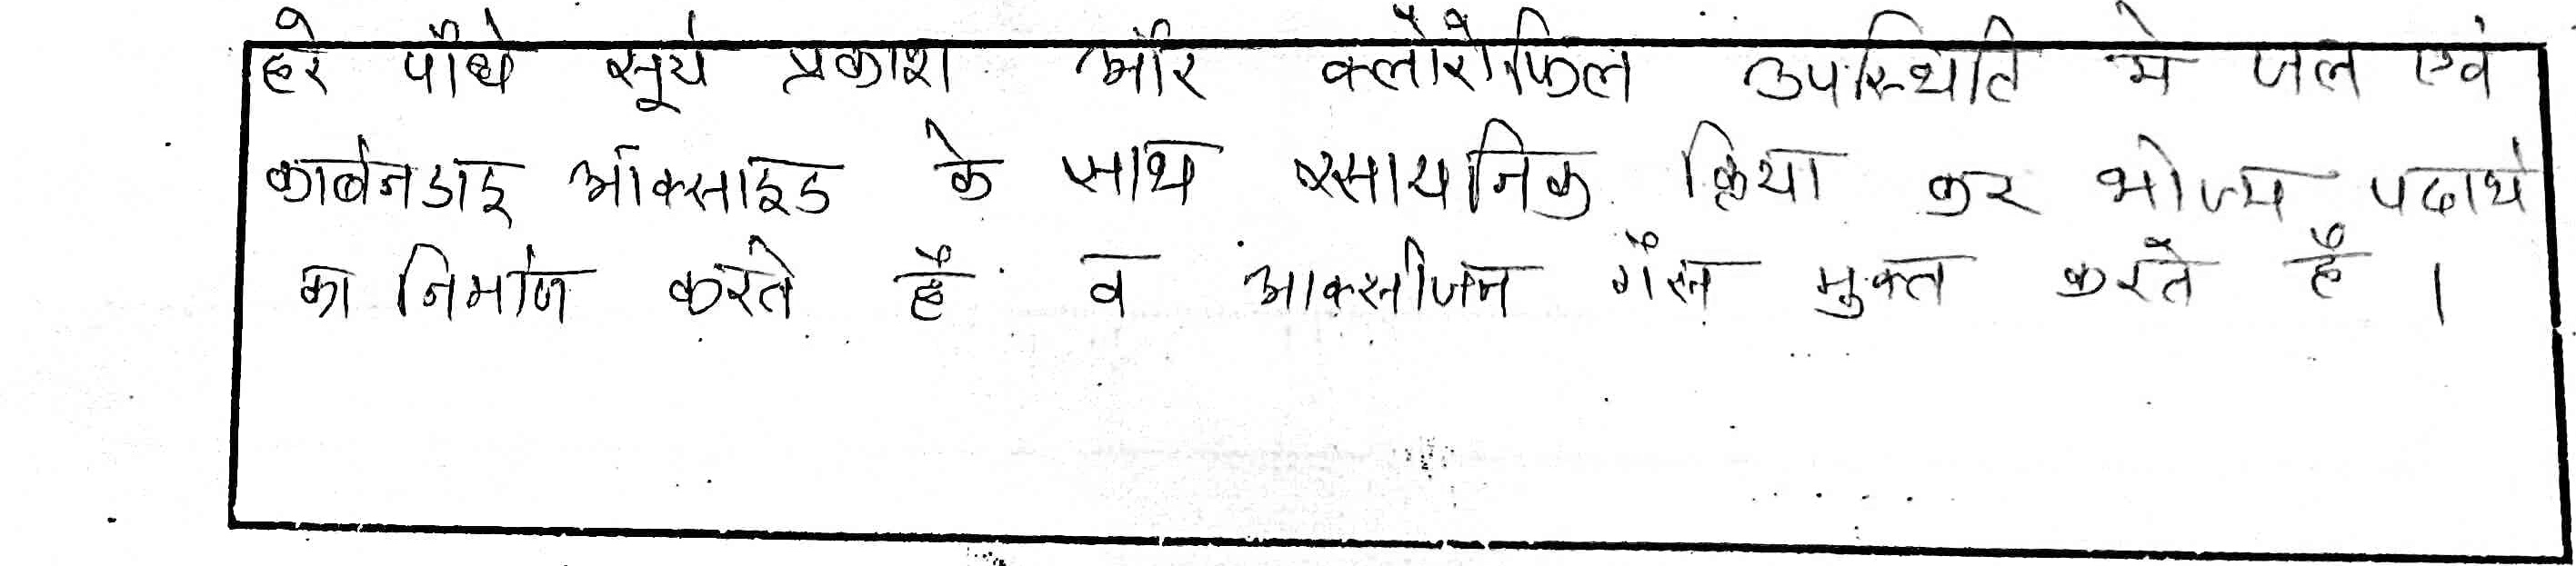 हरे पौधे सूर्य प्रकाश और क्लोरोफिल उपस्थिति मे जल एवं
कार्बनडाइ ऑक्साइड के साथ रसायनिक क्रिया कर भोज्य पदार्थ
का निर्माण करते है व आक्सीजन गैस मुक्त करते है ।